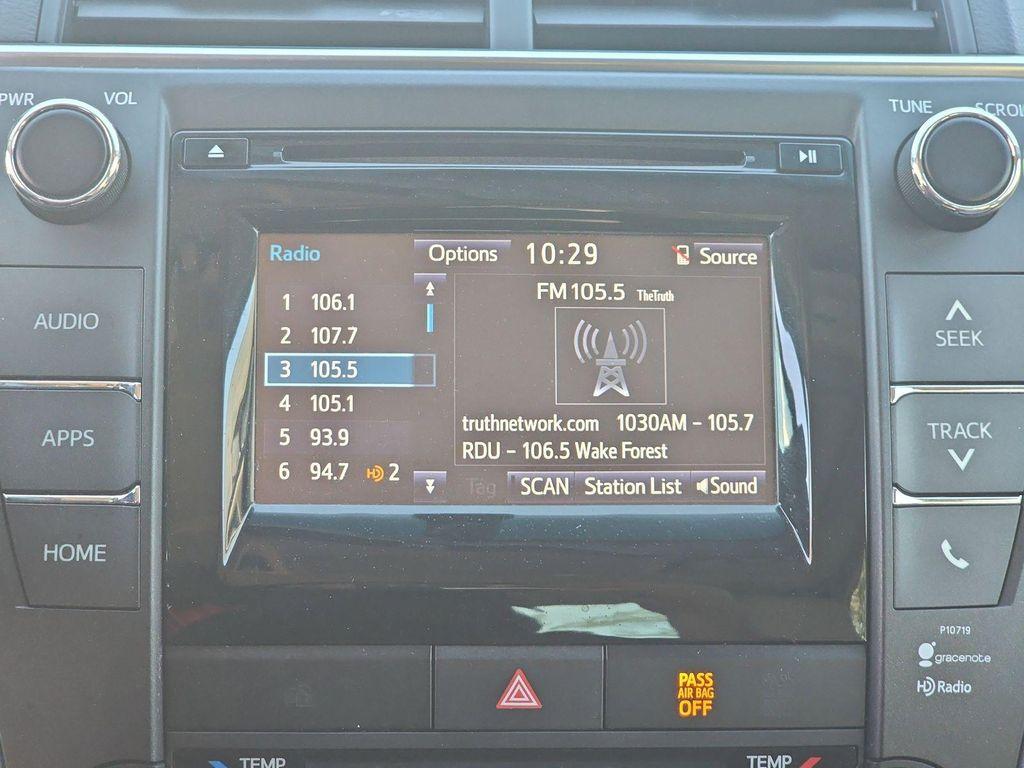 PWR VOL
TUNE SCROLL
Radio Options 10:29 Source
FM 105.5 TheTruth
1 106.1
2 107.7
3 105.5
4 105.1
5 93.9
6 94.7 HD 2
truthnetwork.com 1030AM - 105.7
RDU - 106.5 Wake Forest
Tag SCAN Station List Sound
AUDIO
APPS
HOME
SEEK
TRACK
P10719
gracenote
HD Radio
PASS
AIR BAG
OFF
TEMP TEMP